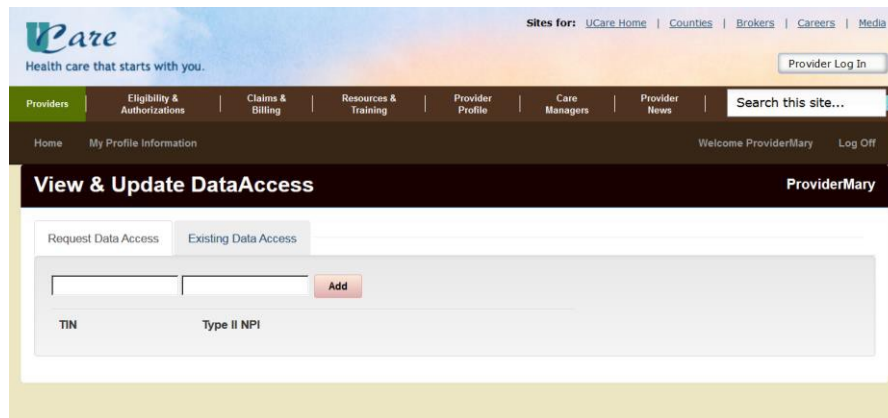 Sites for: UCare Home | Counties | Brokers | Careers | Media
UCare
Health care that starts with you.
Provider Log In
Providers | Eligibility & Authorizations | Claims & Billing | Resources & Training | Provider Profile | Care Managers | Provider News | Search this site...
Home My Profile Information Welcome ProviderMary Log Off
View & Update DataAccess ProviderMary
Request Data Access Existing Data Access
Add
TIN Type II NPI